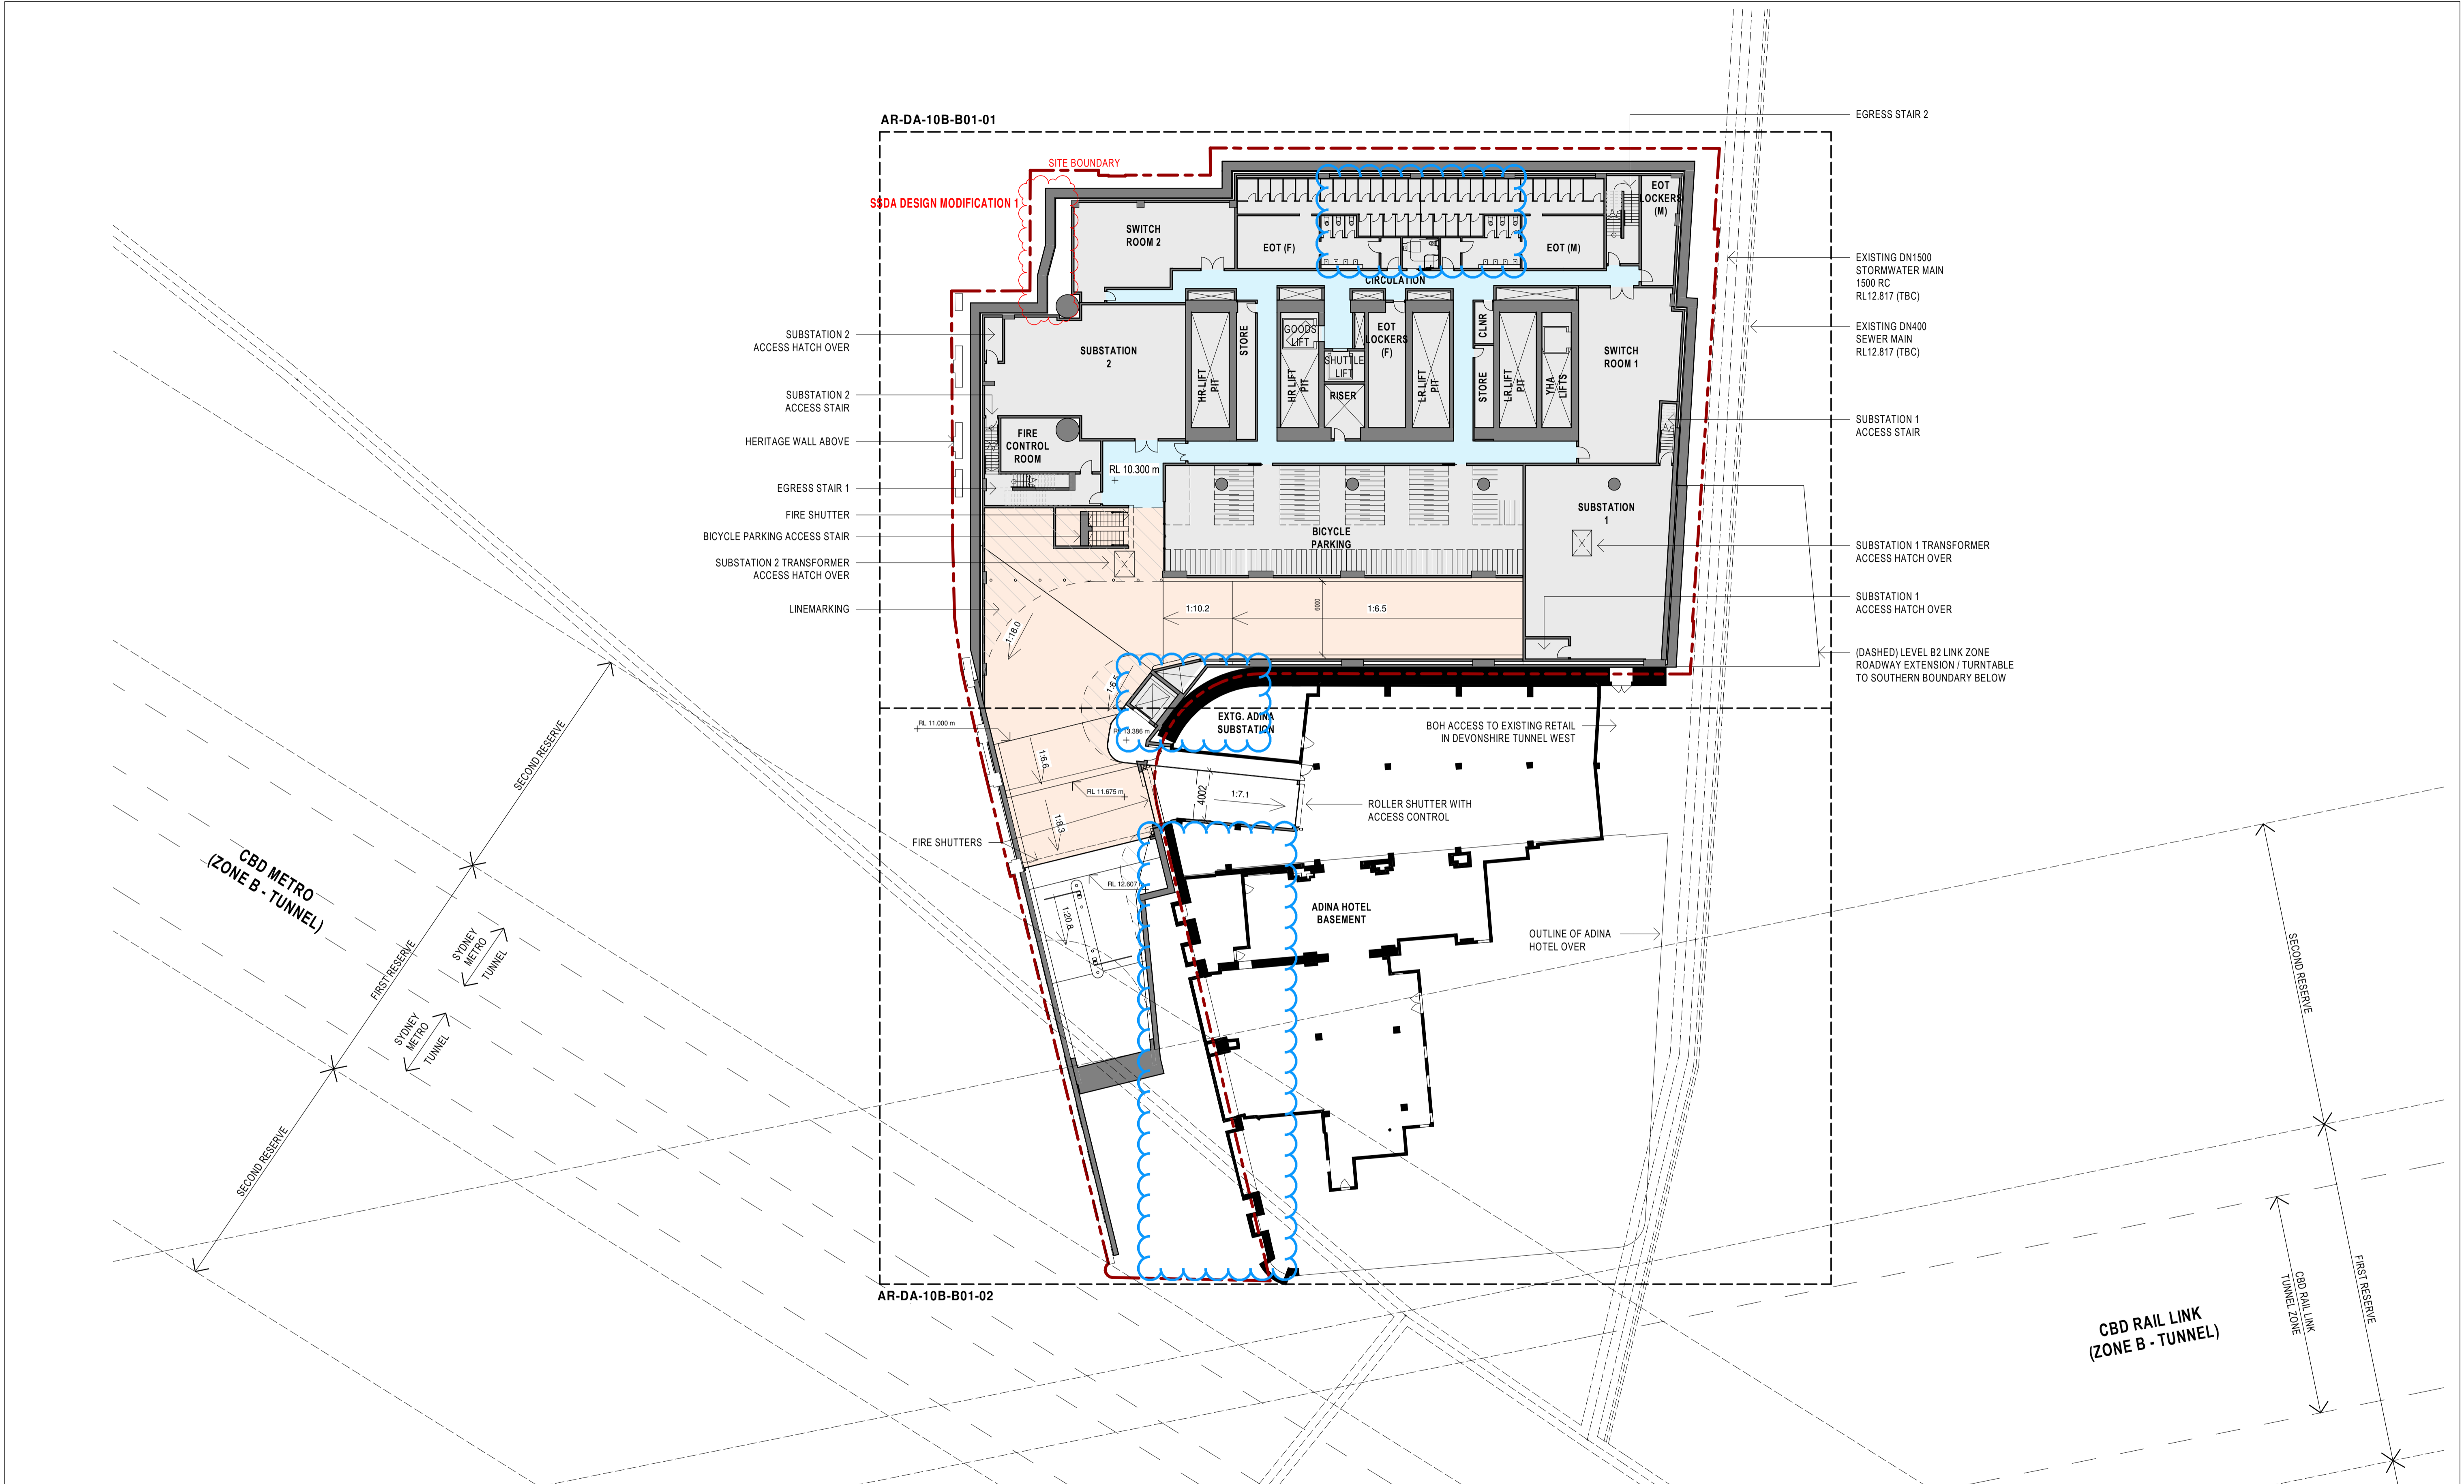 AR-DA-10B-B01-01
SITE BOUNDARY
SSDA DESIGN MODIFICATION 1
EGRESS STAIR 2
EXISTING DN1500
STORMWATER MAIN
1500 RC
RL12.817 (TBC)
EXISTING DN400
SEWER MAIN
RL12.817 (TBC)
SUBSTATION 1
ACCESS STAIR
SUBSTATION 1 TRANSFORMER
ACCESS HATCH OVER
SUBSTATION 1
ACCESS HATCH OVER
(DASHED) LEVEL B2 LINK ZONE
ROADWAY EXTENSION / TURNTABLE
TO SOUTHERN BOUNDARY BELOW
SUBSTATION 2
ACCESS HATCH OVER
SUBSTATION 2
ACCESS STAIR
HERITAGE WALL ABOVE
EGRESS STAIR 1
FIRE SHUTTER
BICYCLE PARKING ACCESS STAIR
SUBSTATION 2 TRANSFORMER
ACCESS HATCH OVER
LINEMARKING
SWITCH
ROOM 2
EOT (F)
EOT (M)
EOT
LOCKERS
(M)
CIRCULATION
SUBSTATION
2
HR LIFT
PIT
STORE
GOODS
LIFT
HR LIFT
PIT
SHUTTLE
LIFT
RISER
EOT
LOCKERS
(F)
LR LIFT
PIT
CLNR
STORE
LR LIFT
PIT
YHA
LIFTS
SWITCH
ROOM 1
FIRE
CONTROL
ROOM
RL 10.300 m
BICYCLE
PARKING
SUBSTATION
1
1:10.2
6000
1:6.5
1:18.0
1:6.5
EXTG. ADINA
SUBSTATION
BOH ACCESS TO EXISTING RETAIL
IN DEVONSHIRE TUNNEL WEST
RL 11.000 m
13.386 m
1:6.6
RL 11.675 m
4002
1:7.1
ROLLER SHUTTER WITH
ACCESS CONTROL
1:8.3
FIRE SHUTTERS
RL 12.607
1:20.8
ADINA HOTEL
BASEMENT
OUTLINE OF ADINA
HOTEL OVER
AR-DA-10B-B01-02
SECOND RESERVE
CBD METRO
(ZONE B - TUNNEL)
FIRST RESERVE
SYDNEY
METRO
TUNNEL
SYDNEY
METRO
TUNNEL
SECOND RESERVE
SECOND RESERVE
CBD RAIL LINK
TUNNEL ZONE
FIRST RESERVE
CBD RAIL LINK
(ZONE B - TUNNEL)